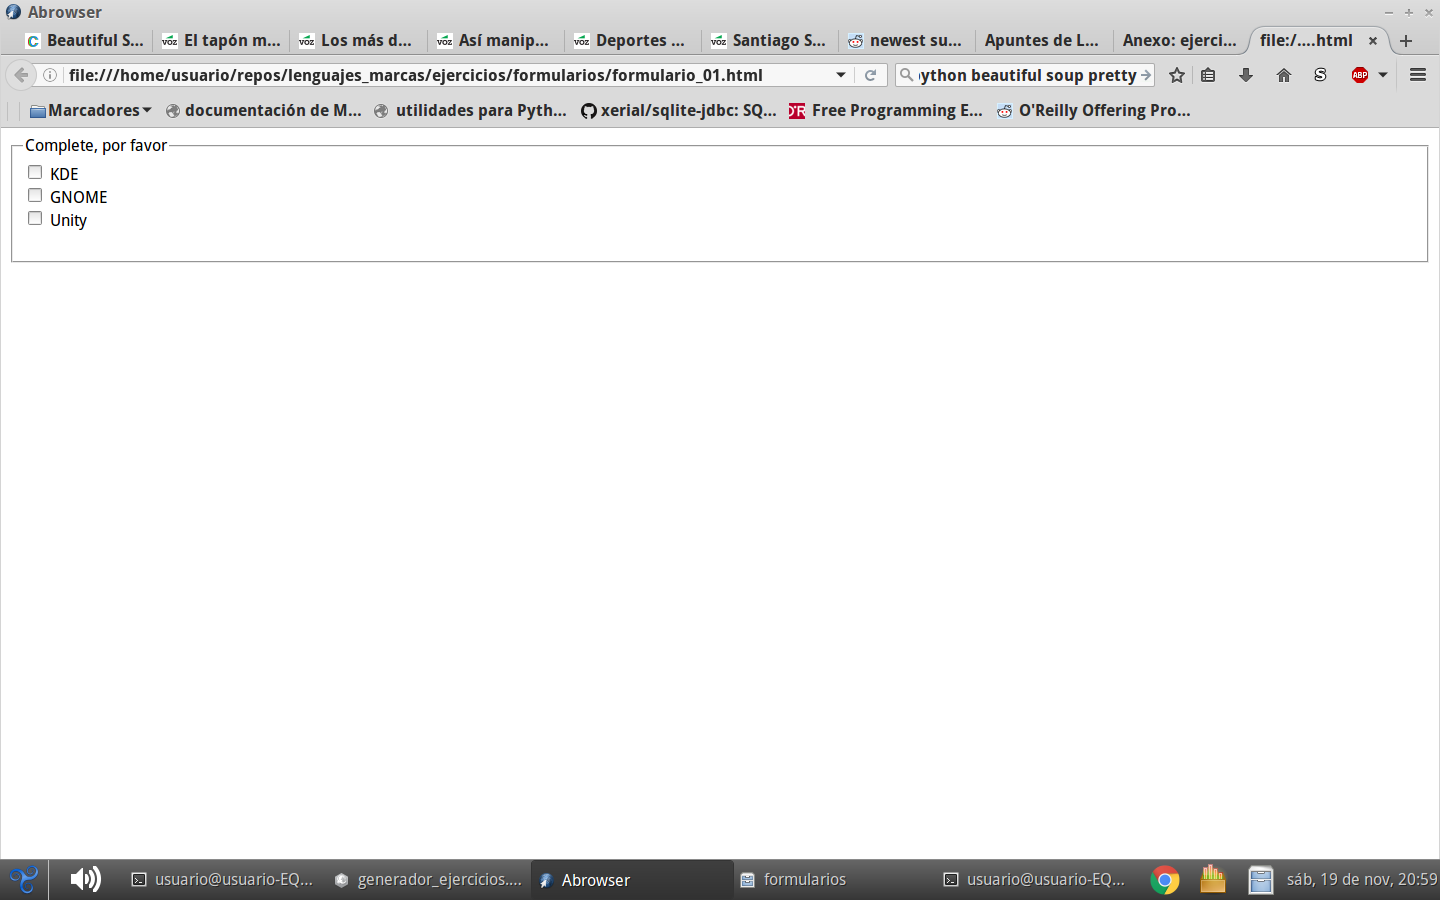 Abrowser
Beautiful S... El tapón m... Los más d... Así manip... Deportes ... Santiago S... newest su... Apuntes de L... Anexo: ejerci... file:/....html
file:///home/usuario/repos/lenguajes_marcas/ejercicios/formularios/formulario_01.html python beautiful soup pretty S ABP
Marcadores documentación de M... utilidades para Pyth... xerial/sqlite-jdbc: SQ... Free Programming E... O'Reilly Offering Pro...
Complete, por favor
KDE
GNOME
Unity
usuario@usuario-EQ... generador_ejercicios.... Abrowser formularios usuario@usuario-EQ... sáb, 19 de nov, 20:59